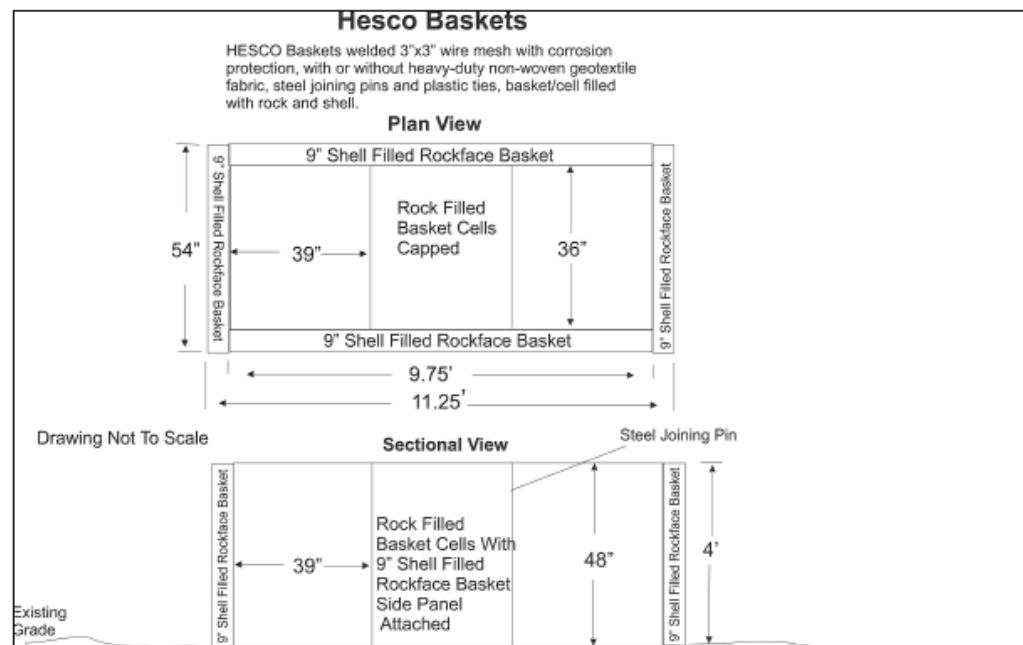 Hesco Baskets
HESCO Baskets welded 3”x3” wire mesh with corrosion
protection, with or without heavy-duty non-woven geotextile
fabric, steel joining pins and plastic ties, basket/cell filled
with rock and shell.
Plan View
9” Shell Filled Rockface Basket
9” Shell Filled Rockface Basket
9” Shell Filled Rockface Basket
Rock Filled
Basket Cells
Capped
54”
39”
36”
9” Shell Filled Rockface Basket
9.75’
11.25’
Drawing Not To Scale
Sectional View
Steel Joining Pin
9” Shell Filled Rockface Basket
9” Shell Filled Rockface Basket
Rock Filled
Basket Cells With
9” Shell Filled
Rockface Basket
Side Panel
Attached
39”
48”
4’
Existing
Grade